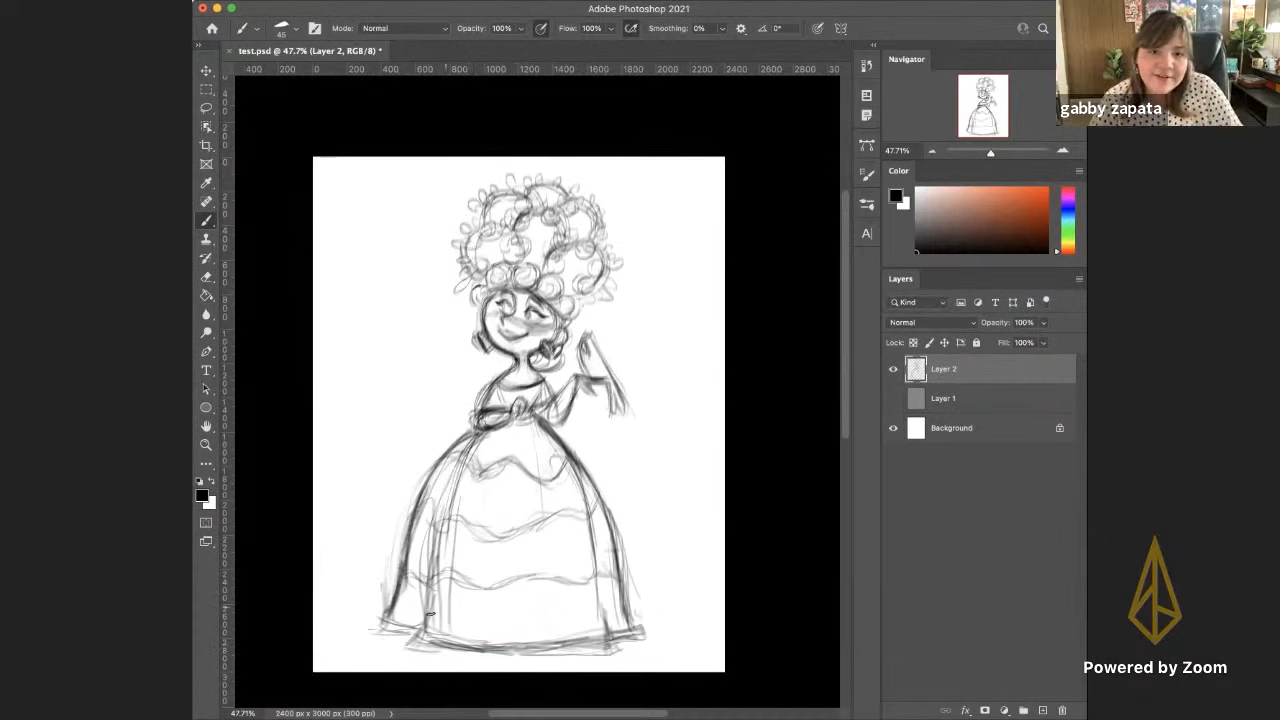 Adobe Photoshop 2021
45
Mode: Normal
Opacity: 100%
Flow: 100%
Smoothing: 0%
0°
test.psd @ 47.7% (Layer 2, RGB/8) *
400 200 0 200 400 600 800 1000 1200 1400 1600 1800 2000 2200 2400 2600 2800 30
Navigator
gabby zapata
47.71%
Color
Layers
Kind
Normal
Opacity: 100%
Lock:
Fill: 100%
Layer 2
Layer 1
Background
Powered by Zoom
47.71%
2400 px x 3000 px (300 ppi)